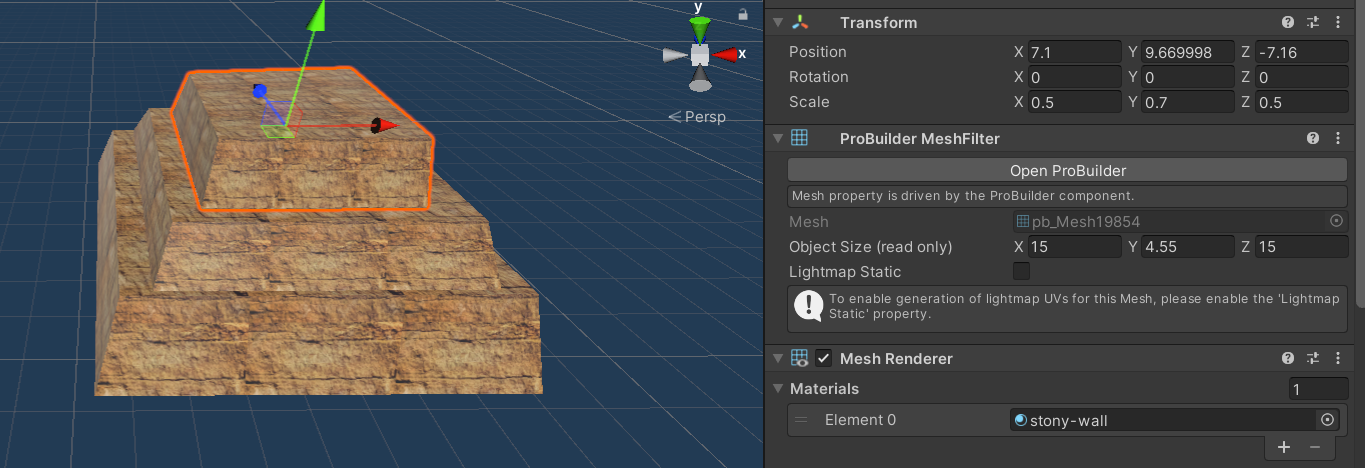 y
x
Persp
Transform
Position X 7.1 Y 9.669998 Z -7.16
Rotation X 0 Y 0 Z 0
Scale X 0.5 Y 0.7 Z 0.5
ProBuilder MeshFilter
Open ProBuilder
Mesh property is driven by the ProBuilder component.
Mesh pb_Mesh19854
Object Size (read only) X 15 Y 4.55 Z 15
Lightmap Static
To enable generation of lightmap UVs for this Mesh, please enable the 'Lightmap
Static' property.
Mesh Renderer
Materials 1
Element 0 stony-wall